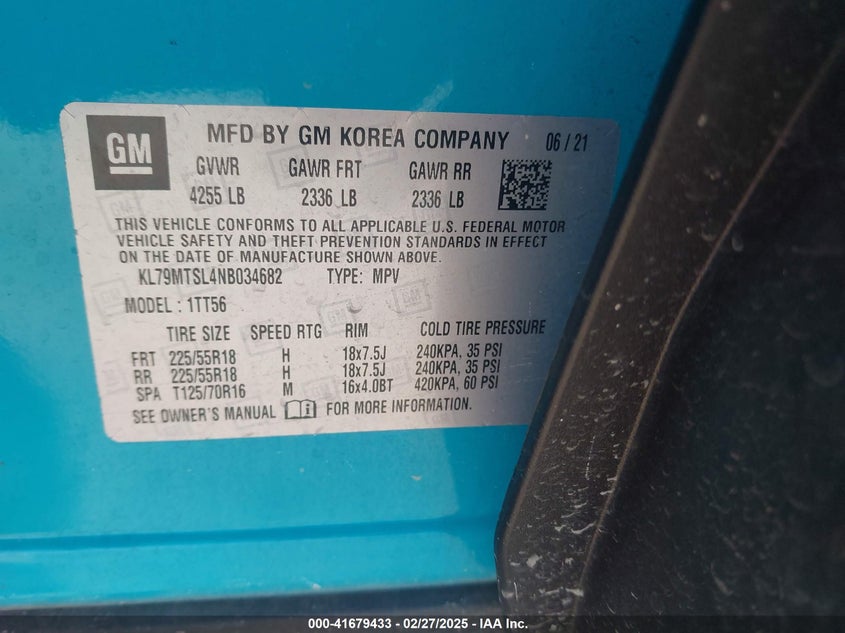 GM MFD BY GM KOREA COMPANY 06 / 21
GVWR GAWR FRT GAWR RR
4255 LB 2336 LB 2336 LB
THIS VEHICLE CONFORMS TO ALL APPLICABLE U.S. FEDERAL MOTOR
VEHICLE SAFETY AND THEFT PREVENTION STANDARDS IN EFFECT
ON THE DATE OF MANUFACTURE SHOWN ABOVE.
KL79MTSL4NB034682 TYPE: MPV
MODEL : 1TT56
TIRE SIZE SPEED RTG RIM COLD TIRE PRESSURE
FRT 225/55R18 H 18x7.5J 240KPA, 35 PSI
RR 225/55R18 H 18x7.5J 240KPA, 35 PSI
SPA T125/70R16 M 16x4.0BT 420KPA, 60 PSI
SEE OWNER'S MANUAL FOR MORE INFORMATION.
000-41679433 - 02/27/2025 - IAA Inc.